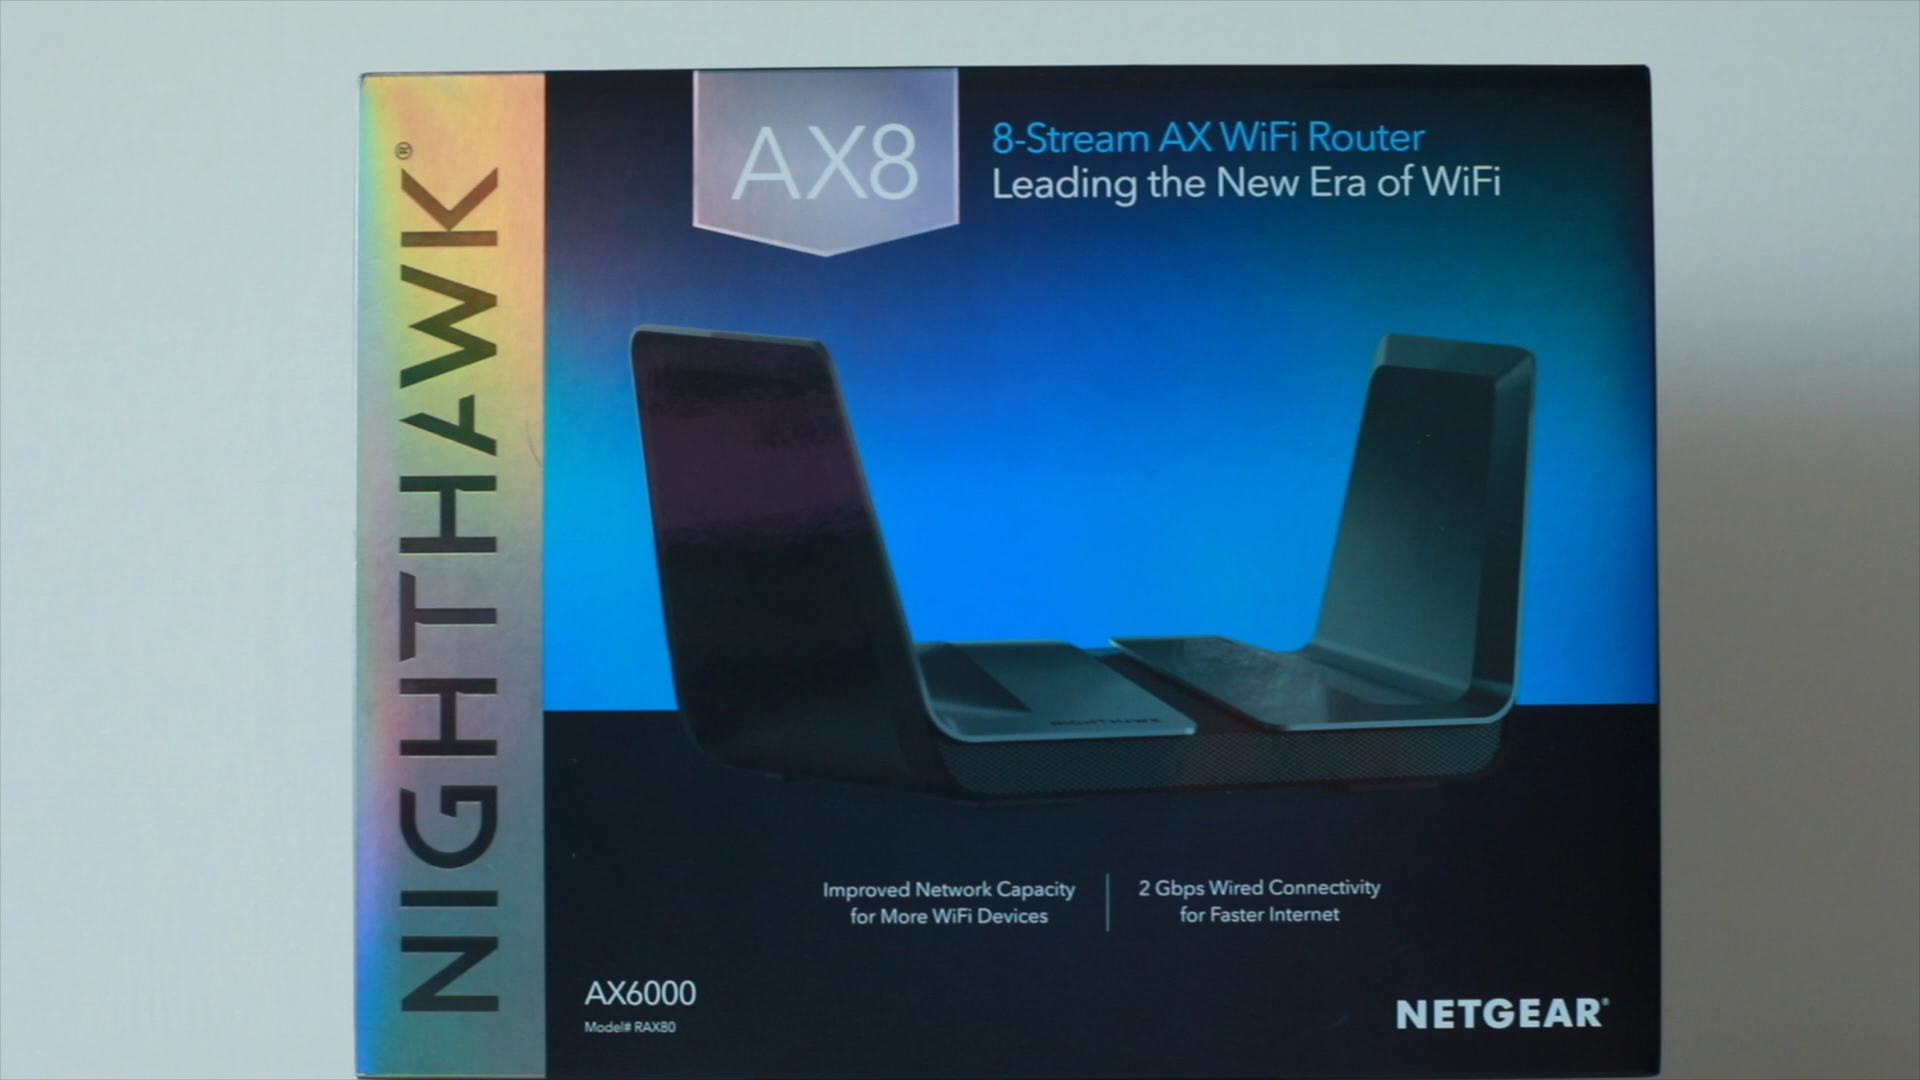 NIGHTHAWK®
AX8
8-Stream AX WiFi Router
Leading the New Era of WiFi
NIGHTHAWK
Improved Network Capacity
for More WiFi Devices
2 Gbps Wired Connectivity
for Faster Internet
AX6000
Model# RAX80
NETGEAR®